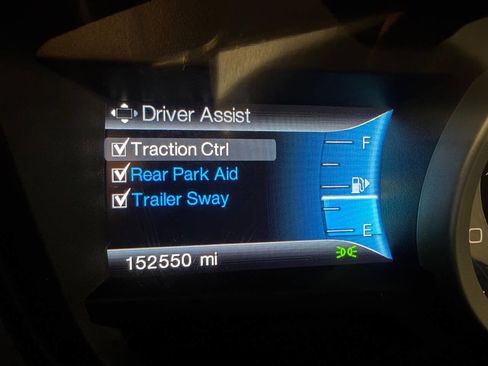 Driver Assist
Traction Ctrl
Rear Park Aid
Trailer Sway
F
E
152550 mi